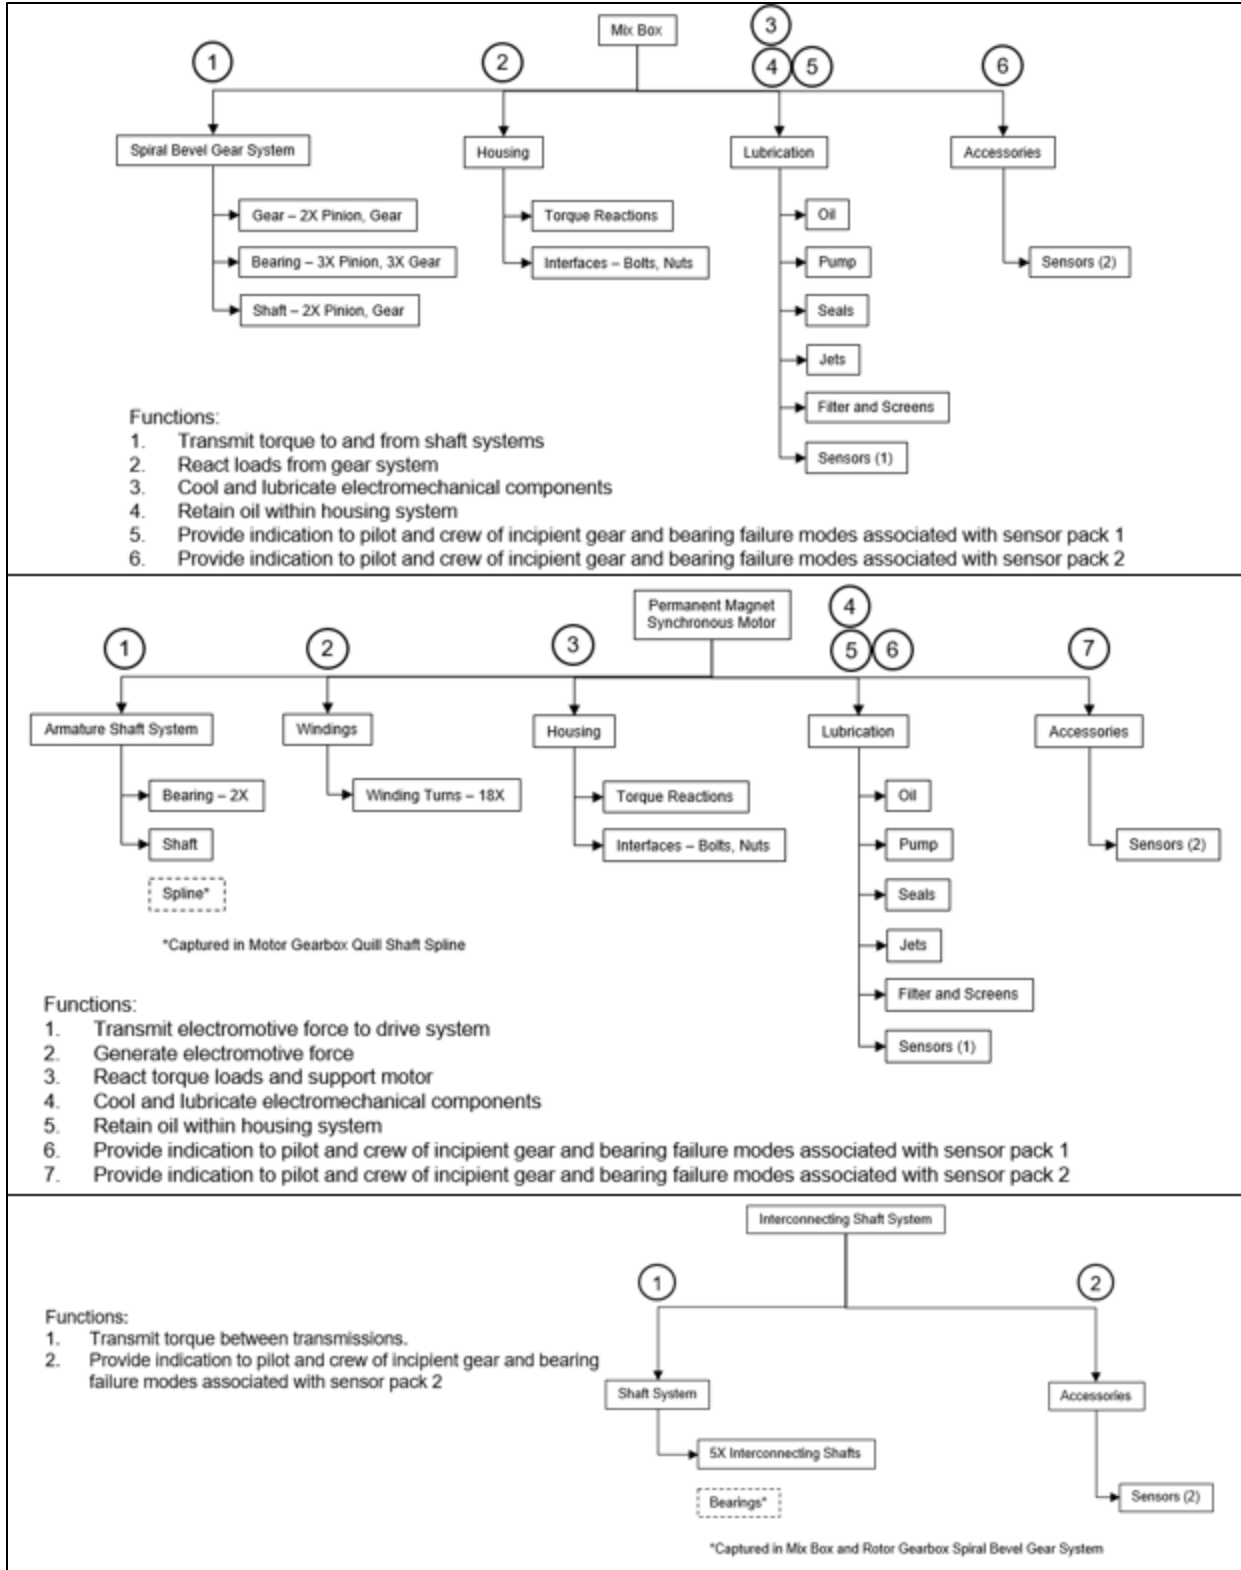 Mix Box
3
1
2
4
5
6
Spiral Bevel Gear System
Housing
Lubrication
Accessories
Gear – 2X Pinion, Gear
Torque Reactions
Oil
Bearing – 3X Pinion, 3X Gear
Interfaces – Bolts, Nuts
Pump
Sensors (2)
Shaft – 2X Pinion, Gear
Seals
Jets
Filter and Screens
Sensors (1)
Functions:
1. Transmit torque to and from shaft systems
2. React loads from gear system
3. Cool and lubricate electromechanical components
4. Retain oil within housing system
5. Provide indication to pilot and crew of incipient gear and bearing failure modes associated with sensor pack 1
6. Provide indication to pilot and crew of incipient gear and bearing failure modes associated with sensor pack 2
Permanent Magnet
Synchronous Motor
4
1
2
3
5
6
7
Armature Shaft System
Windings
Housing
Lubrication
Accessories
Bearing – 2X
Winding Turns – 18X
Torque Reactions
Oil
Shaft
Interfaces – Bolts, Nuts
Pump
Sensors (2)
Spline*
Seals
*Captured in Motor Gearbox Quill Shaft Spline
Jets
Filter and Screens
Sensors (1)
Functions:
1. Transmit electromotive force to drive system
2. Generate electromotive force
3. React torque loads and support motor
4. Cool and lubricate electromechanical components
5. Retain oil within housing system
6. Provide indication to pilot and crew of incipient gear and bearing failure modes associated with sensor pack 1
7. Provide indication to pilot and crew of incipient gear and bearing failure modes associated with sensor pack 2
Interconnecting Shaft System
1
2
Functions:
1. Transmit torque between transmissions.
2. Provide indication to pilot and crew of incipient gear and bearing
failure modes associated with sensor pack 2
Shaft System
Accessories
5X Interconnecting Shafts
Bearings*
Sensors (2)
*Captured in Mix Box and Rotor Gearbox Spiral Bevel Gear System